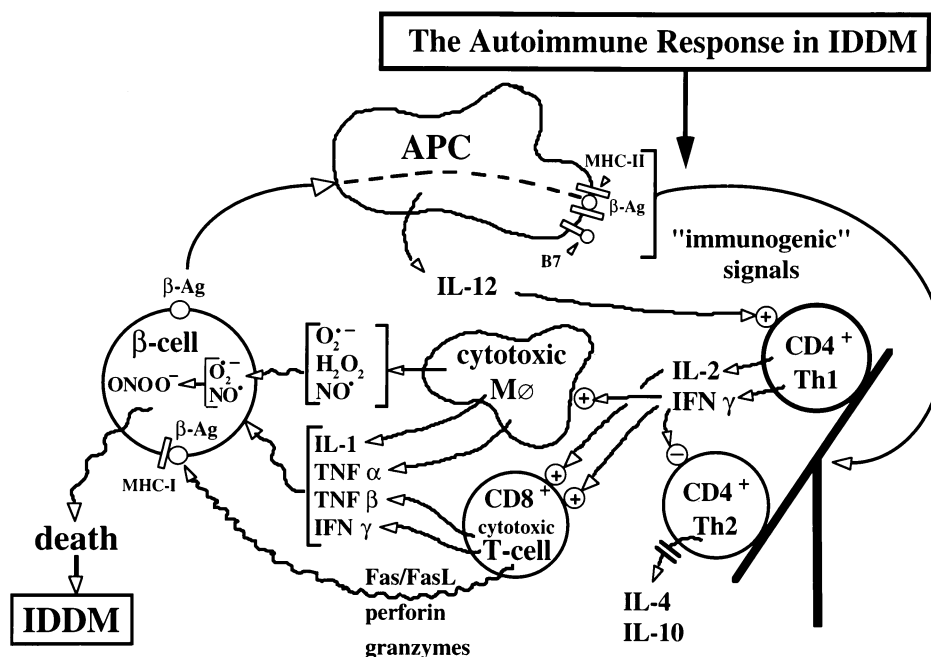 The Autoimmune Response in IDDM
APC
MHC-II
β-Ag
B7
"immunogenic"
signals
IL-12
+
β-Ag
β-cell
ONOO⁻
O₂•⁻
NO•
O₂•⁻
H₂O₂
NO•
cytotoxic
MØ
+
IL-2
IFN γ
CD4⁺
Th1
β-Ag
MHC-I
IL-1
TNF α
TNF β
IFN γ
+
+
CD8⁺
cytotoxic
T-cell
−
CD4⁺
Th2
death
IDDM
Fas/FasL
perforin
granzymes
IL-4
IL-10